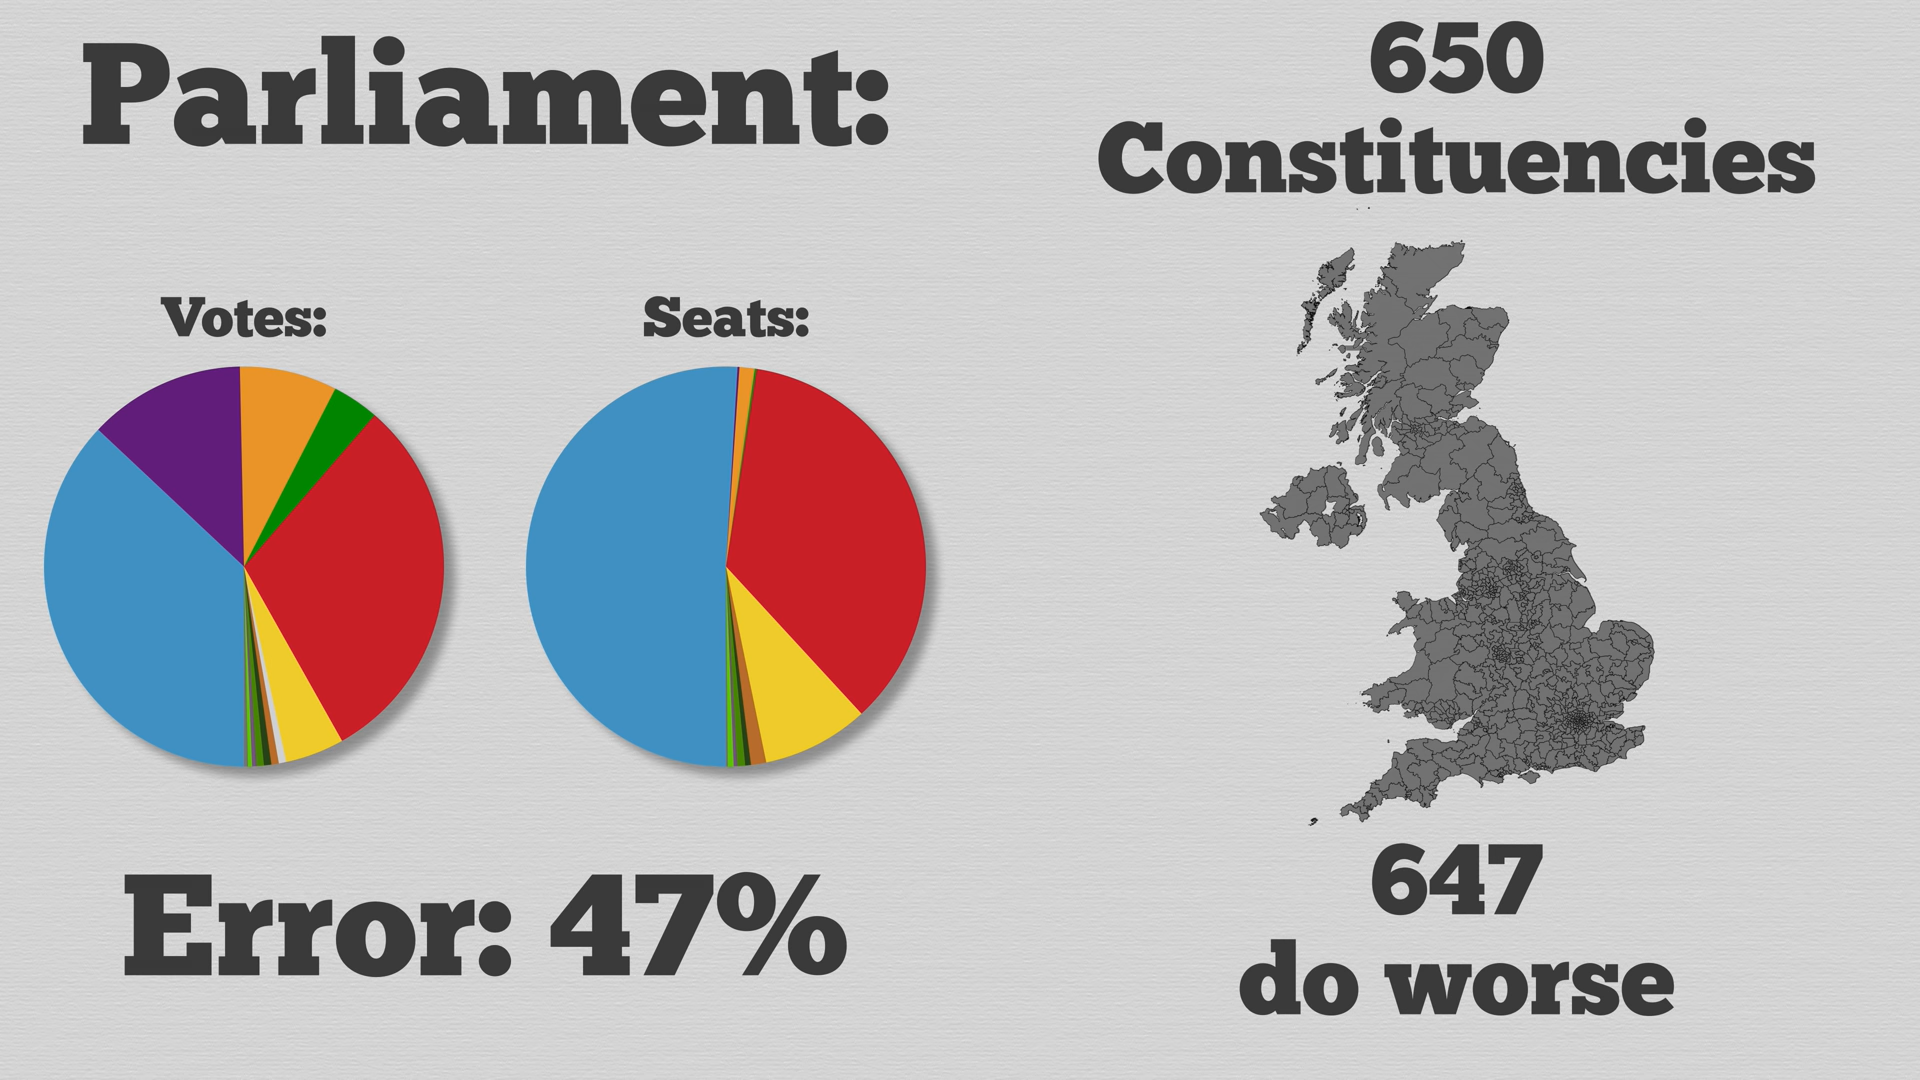 Parliament:
Votes:
Seats:
Error: 47%
650
Constituencies
647
do worse